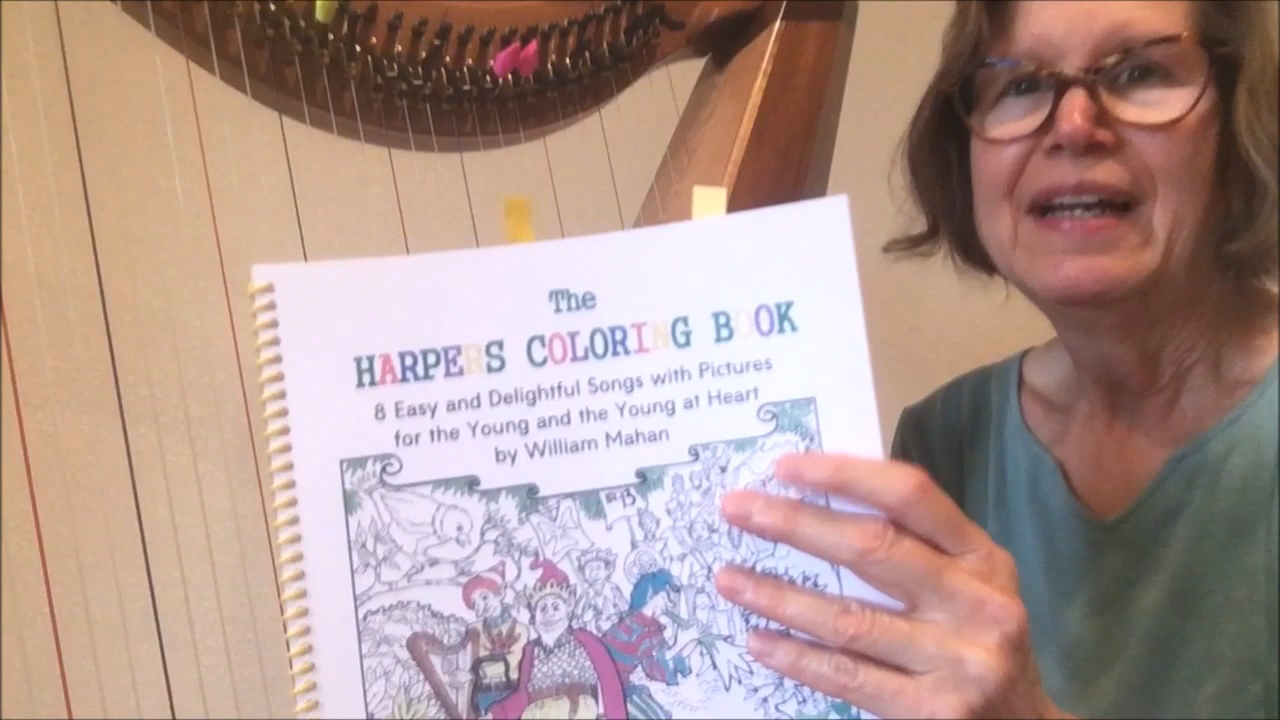 The
HARPERS COLORING BOOK
8 Easy and Delightful Songs with Pictures
for the Young and the Young at Heart
by William Mahan